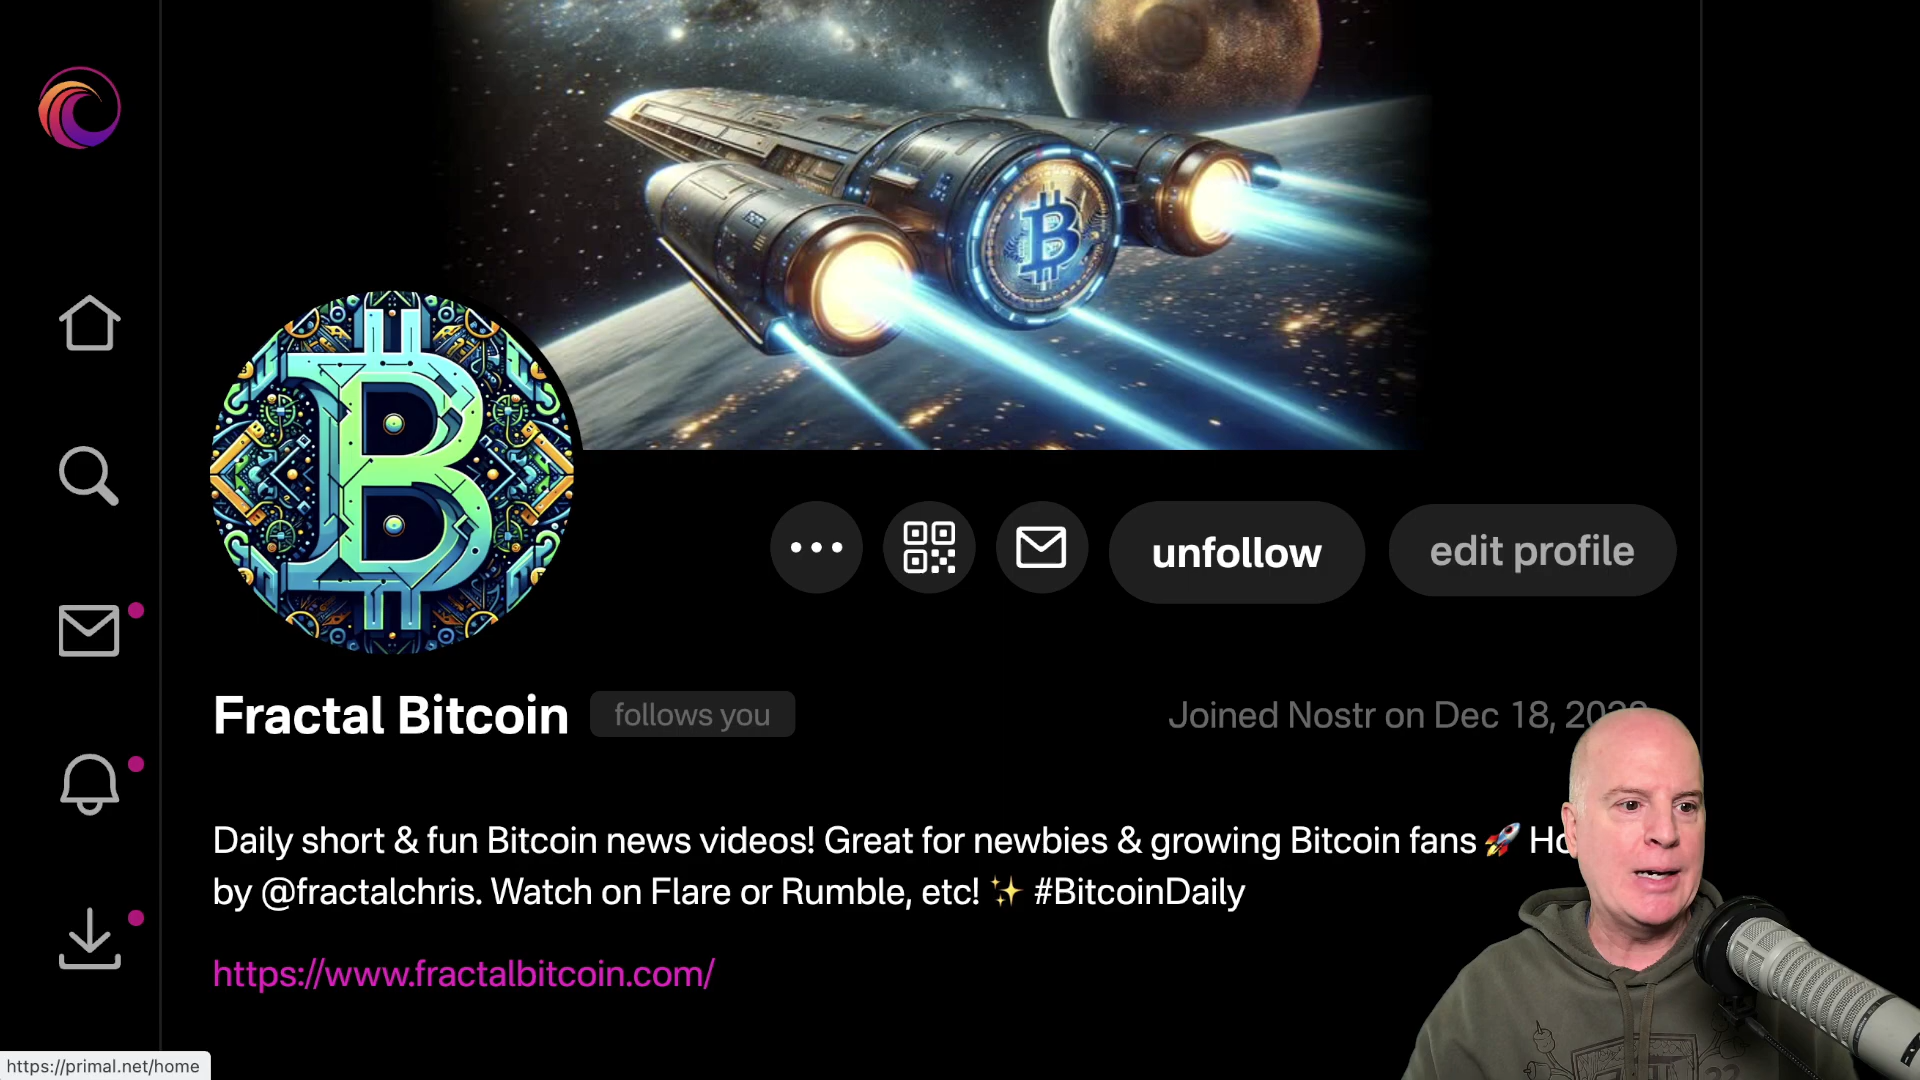 unfollow
edit profile
Fractal Bitcoin
follows you
Joined Nostr on Dec 18,
Daily short & fun Bitcoin news videos! Great for newbies & growing Bitcoin fans 🚀
by @fractalchris. Watch on Flare or Rumble, etc! ✨ #BitcoinDaily
https://www.fractalbitcoin.com/
https://primal.net/home